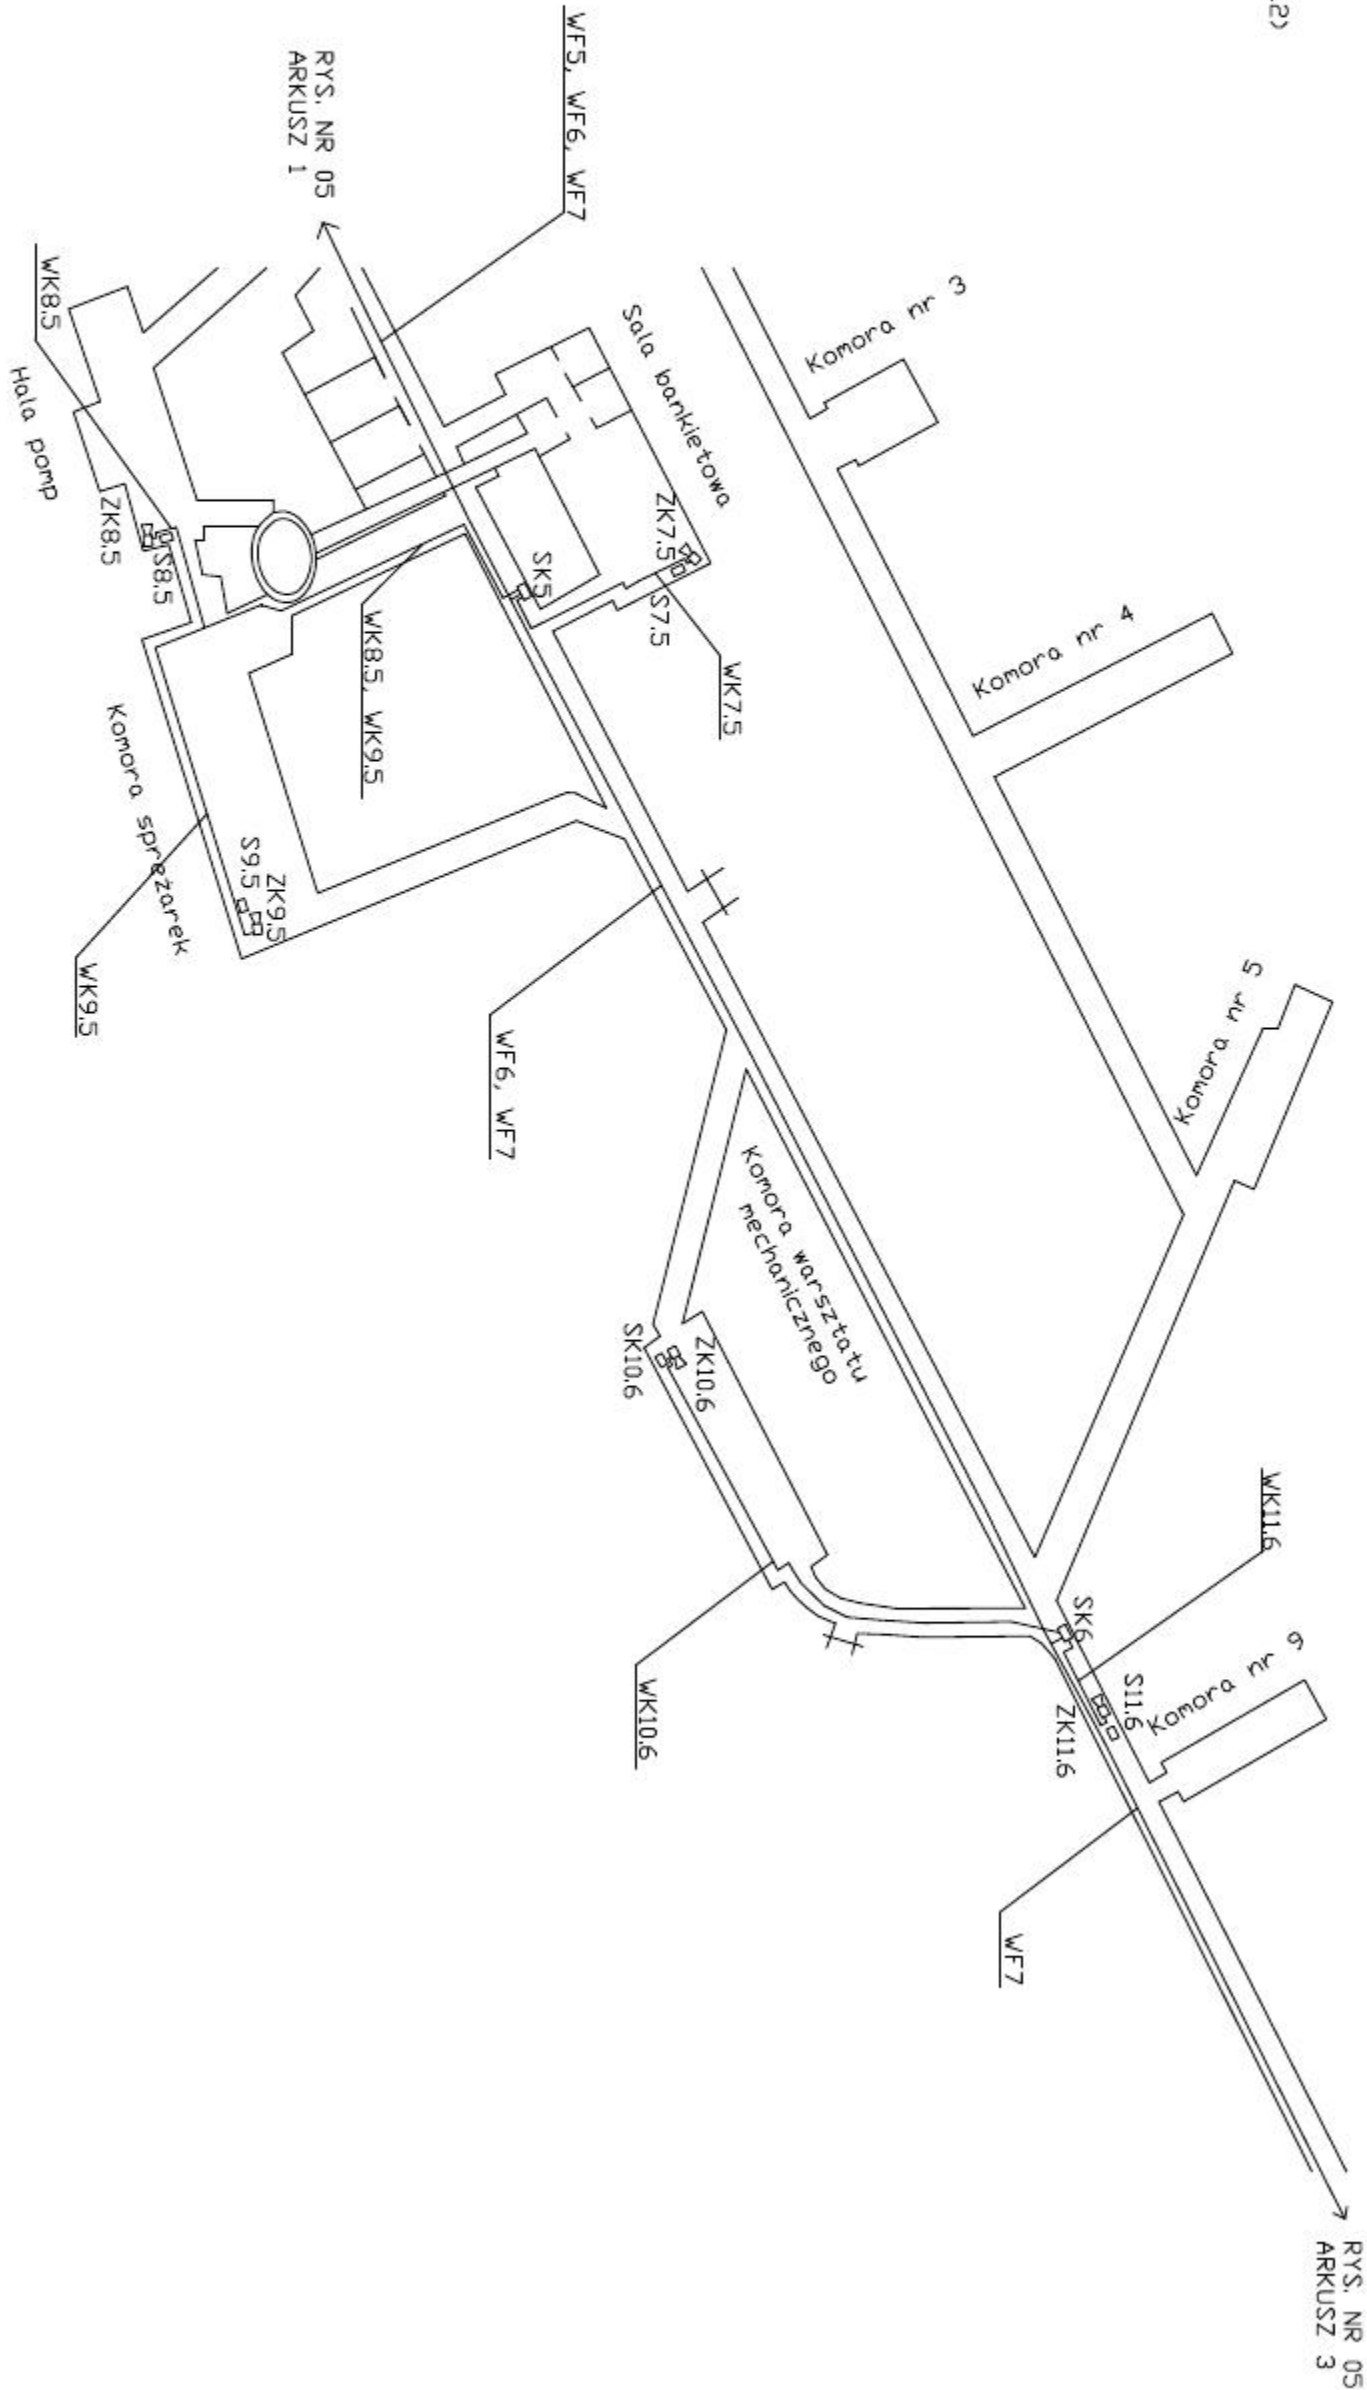 2)
RYS. NR 05
ARKUSZ 1
WF5, WF6, WF7
Komora nr 3
Sala bankietowa
WK8.5
Hala pomp
ZK8.5
S8.5
ZK7.5
S7.5
SK5
WK7.5
WK8.5, WK9.5
Komora nr 4
Komora sprężarek
S9.5
ZK9.5
WK9.5
WF6, WF7
Komora nr 5
Komora warsztatu
mechanicznego
SK10.6
ZK10.6
WK10.6
WK11.6
SK6
S11.6
ZK11.6
Komora nr 9
WF7
RYS. NR 05
ARKUSZ 3